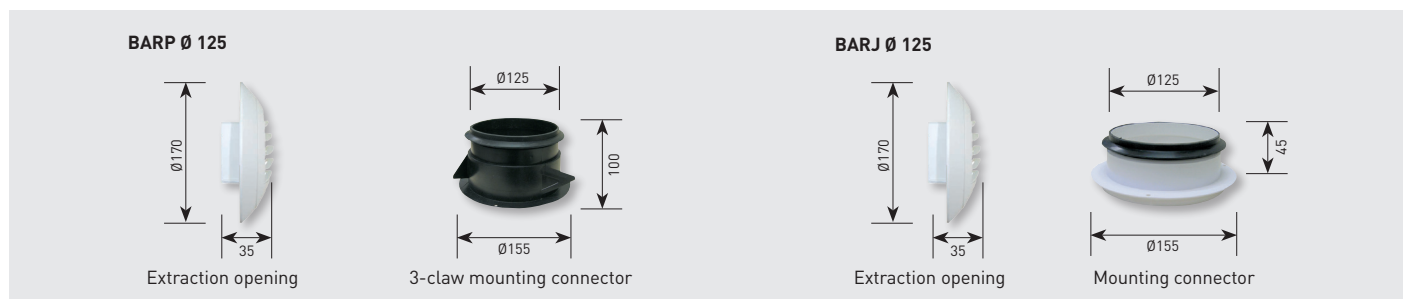 BARP Ø 125
Ø170
35
Extraction opening
Ø125
100
Ø155
3-claw mounting connector
BARJ Ø 125
Ø170
35
Extraction opening
Ø125
45
Ø155
Mounting connector